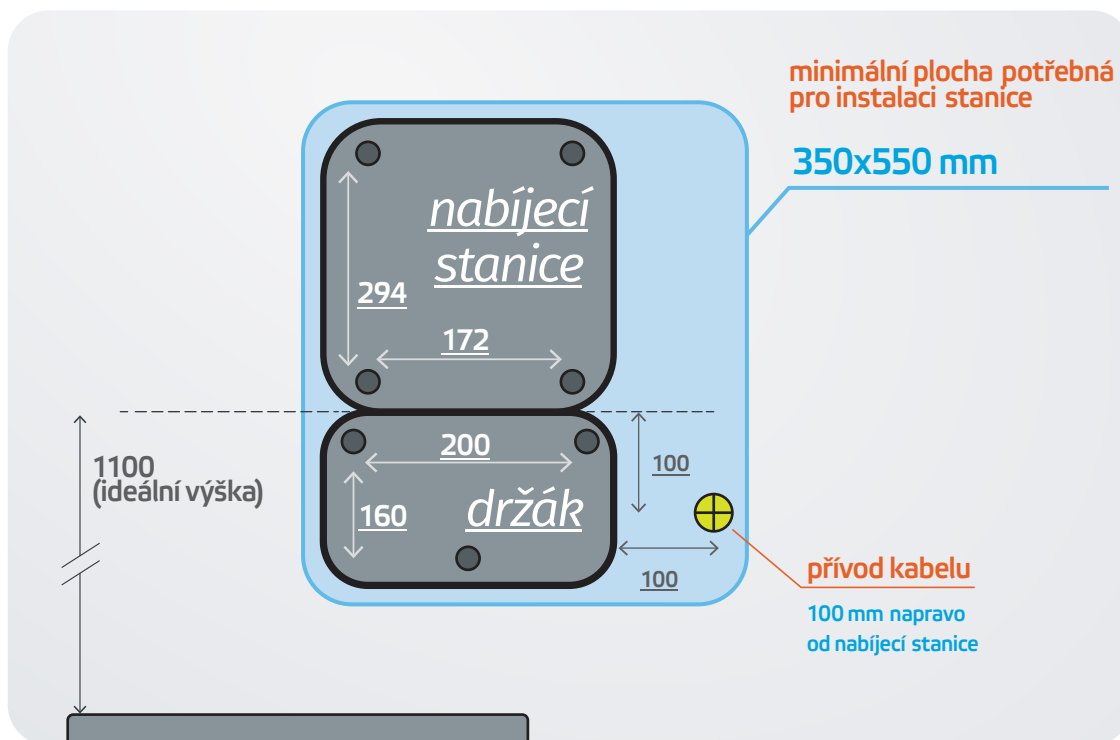 minimální plocha potřebná
pro instalaci stanice
350x550 mm
nabíjecí
stanice
294
172
1100
(ideální výška)
200
160
držák
100
100
přívod kabelu
100 mm napravo
od nabíjecí stanice